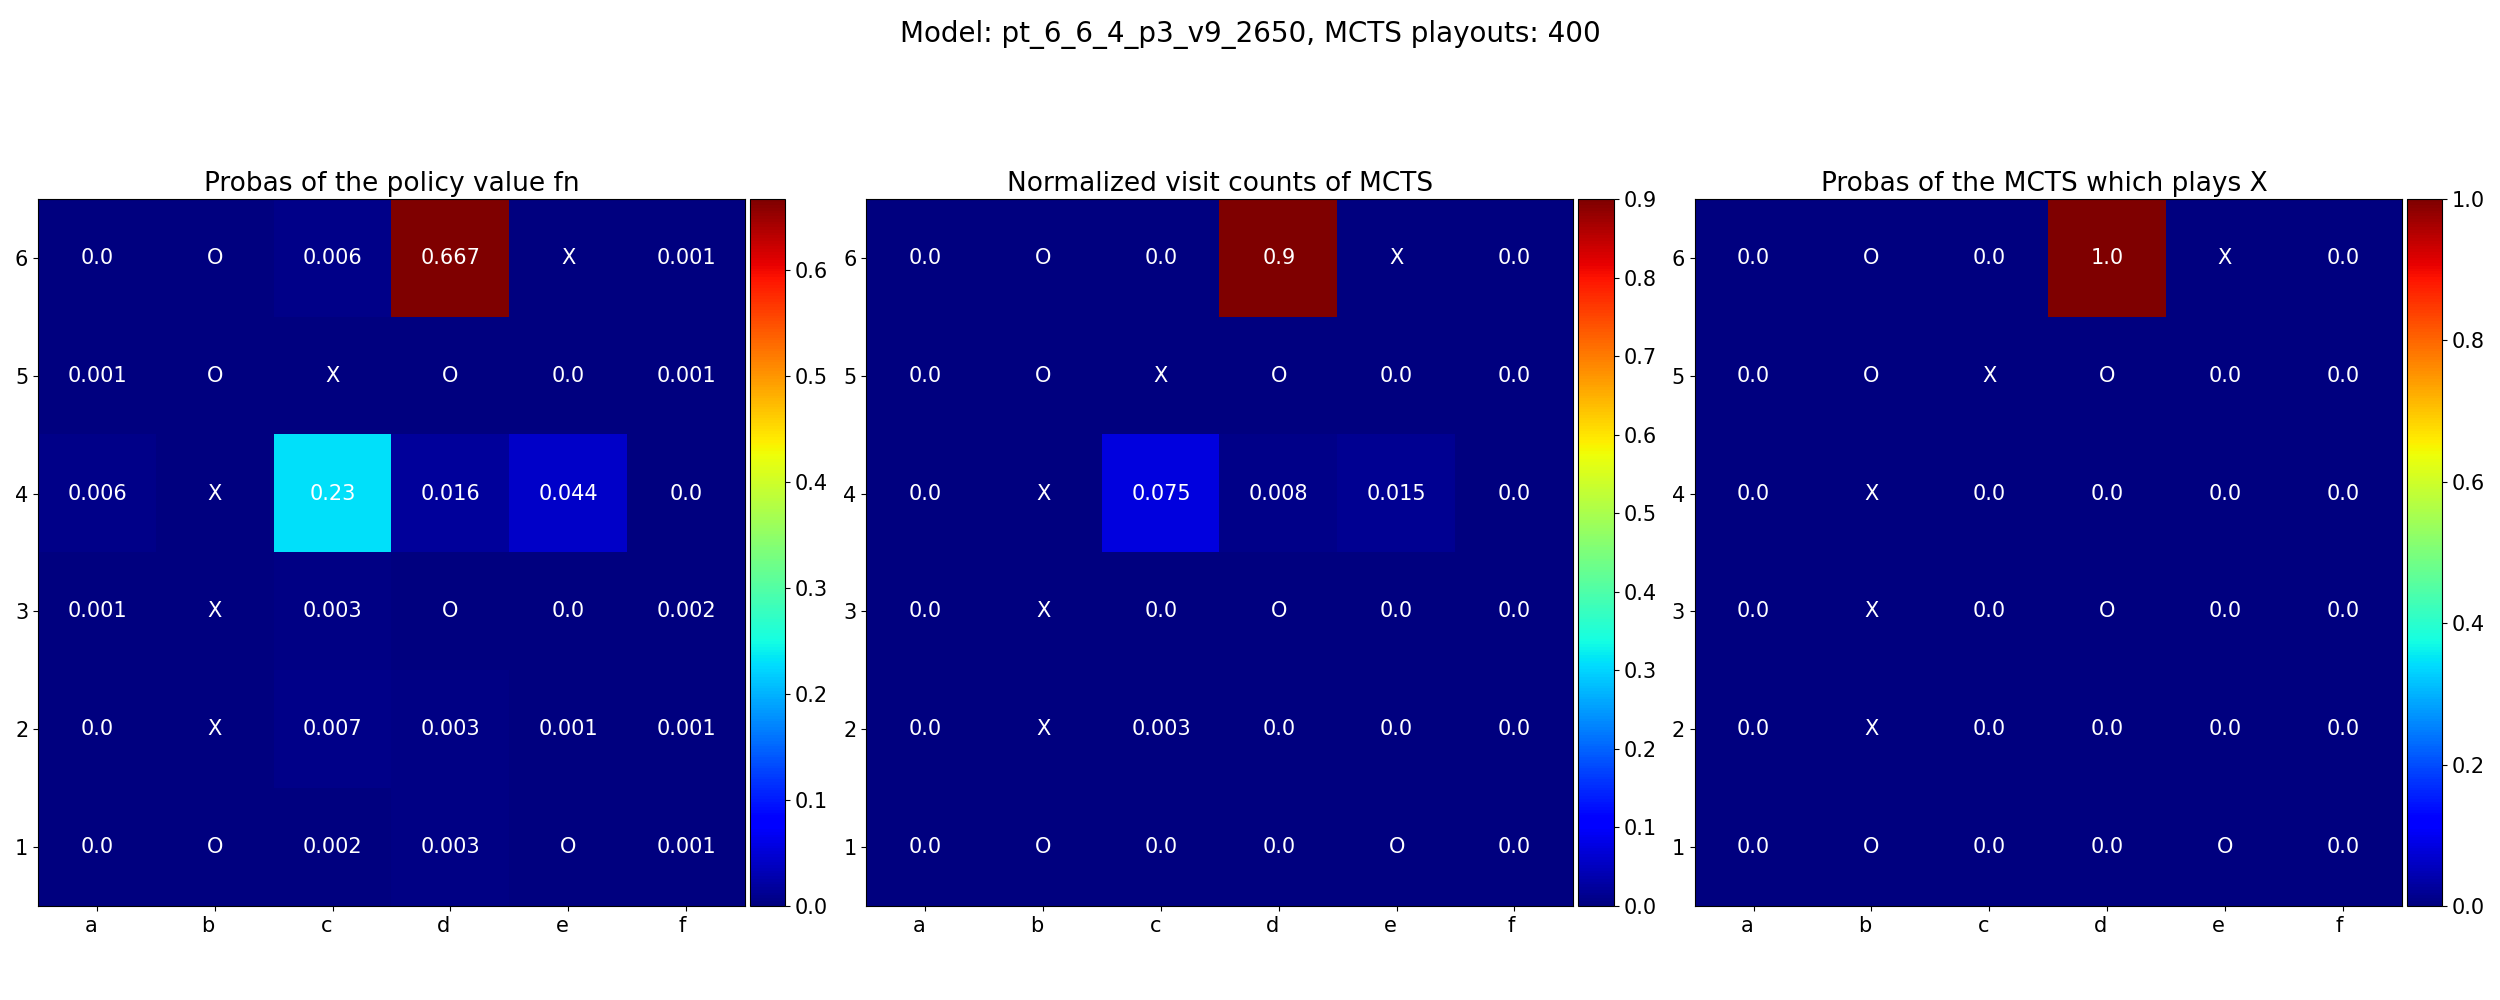 Model: pt_6_6_4_p3_v9_2650, MCTS playouts: 400
Probas of the policy value fn
6 0.0 O 0.006 0.667 X 0.001
5 0.001 O X O 0.0 0.001
4 0.006 X 0.23 0.016 0.044 0.0
3 0.001 X 0.003 O 0.0 0.002
2 0.0 X 0.007 0.003 0.001 0.001
1 0.0 O 0.002 0.003 O 0.001
a b c d e f
0.6
0.5
0.4
0.3
0.2
0.1
0.0
Normalized visit counts of MCTS
6 0.0 O 0.0 0.9 X 0.0
5 0.0 O X O 0.0 0.0
4 0.0 X 0.075 0.008 0.015 0.0
3 0.0 X 0.0 O 0.0 0.0
2 0.0 X 0.003 0.0 0.0 0.0
1 0.0 O 0.0 0.0 O 0.0
a b c d e f
0.9
0.8
0.7
0.6
0.5
0.4
0.3
0.2
0.1
0.0
Probas of the MCTS which plays X
6 0.0 O 0.0 1.0 X 0.0
5 0.0 O X O 0.0 0.0
4 0.0 X 0.0 0.0 0.0 0.0
3 0.0 X 0.0 O 0.0 0.0
2 0.0 X 0.0 0.0 0.0 0.0
1 0.0 O 0.0 0.0 O 0.0
a b c d e f
1.0
0.8
0.6
0.4
0.2
0.0